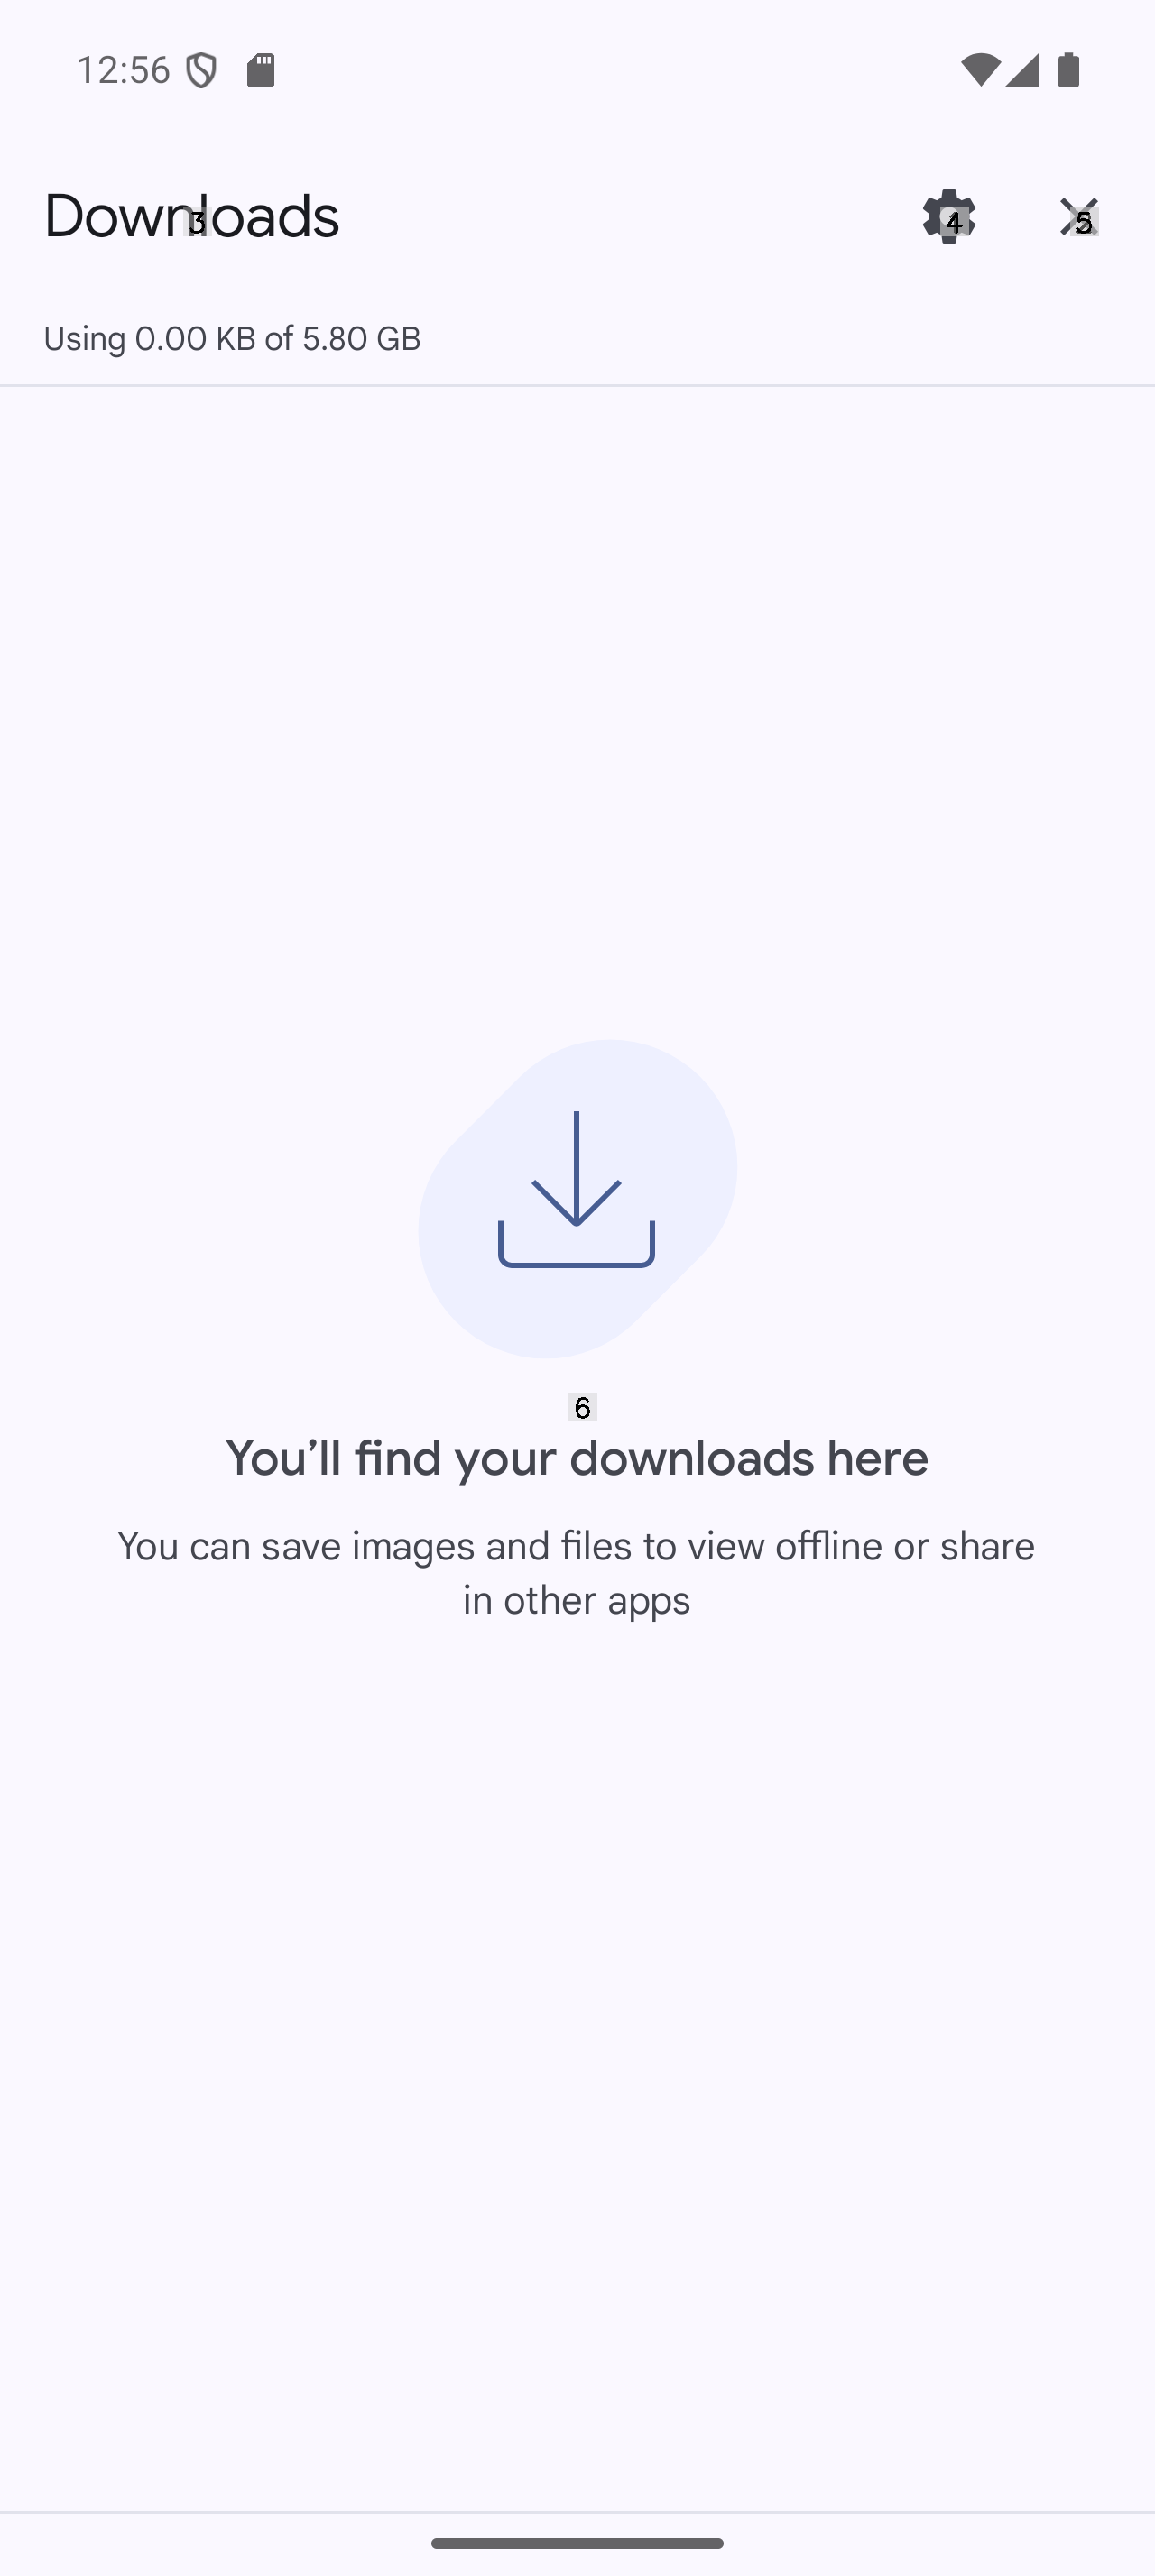 12:56
Downloads
3
4
5
Using 0.00 KB of 5.80 GB
6
You'll find your downloads here
You can save images and files to view offline or share
in other apps